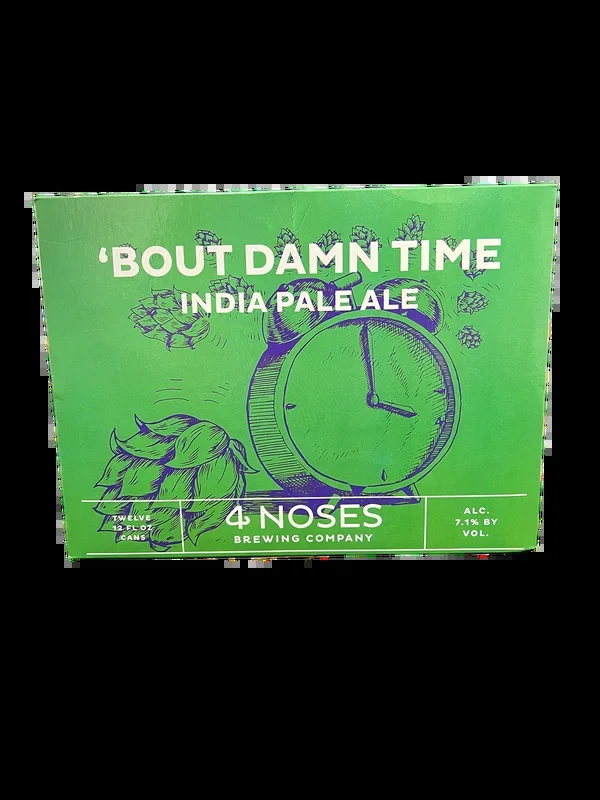 ‘BOUT DAMN TIME
INDIA PALE ALE
TWELVE
12 FL OZ
CANS
4 NOSES
BREWING COMPANY
ALC.
7.1% BY
VOL.